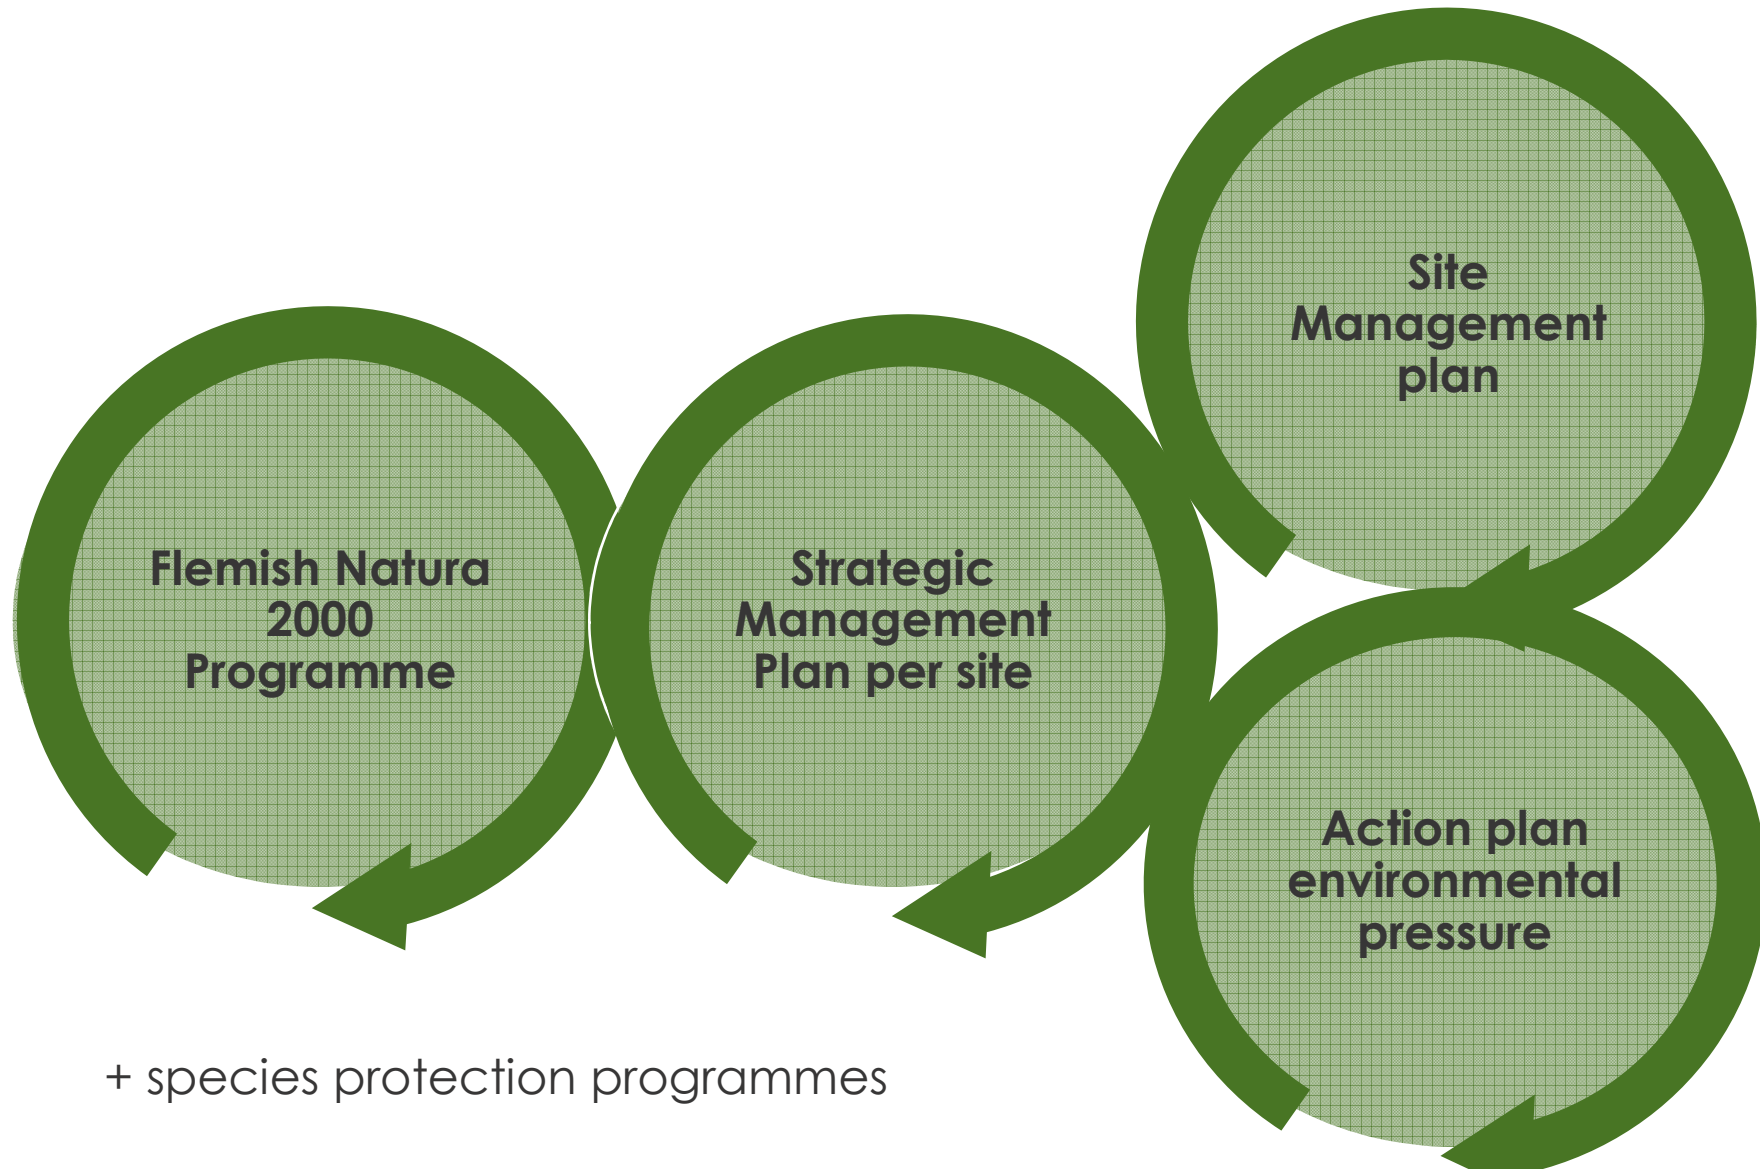 Flemish Natura
2000
Programme
Strategic
Management
Plan per site
Site
Management
plan
Action plan
environmental
pressure
+ species protection programmes